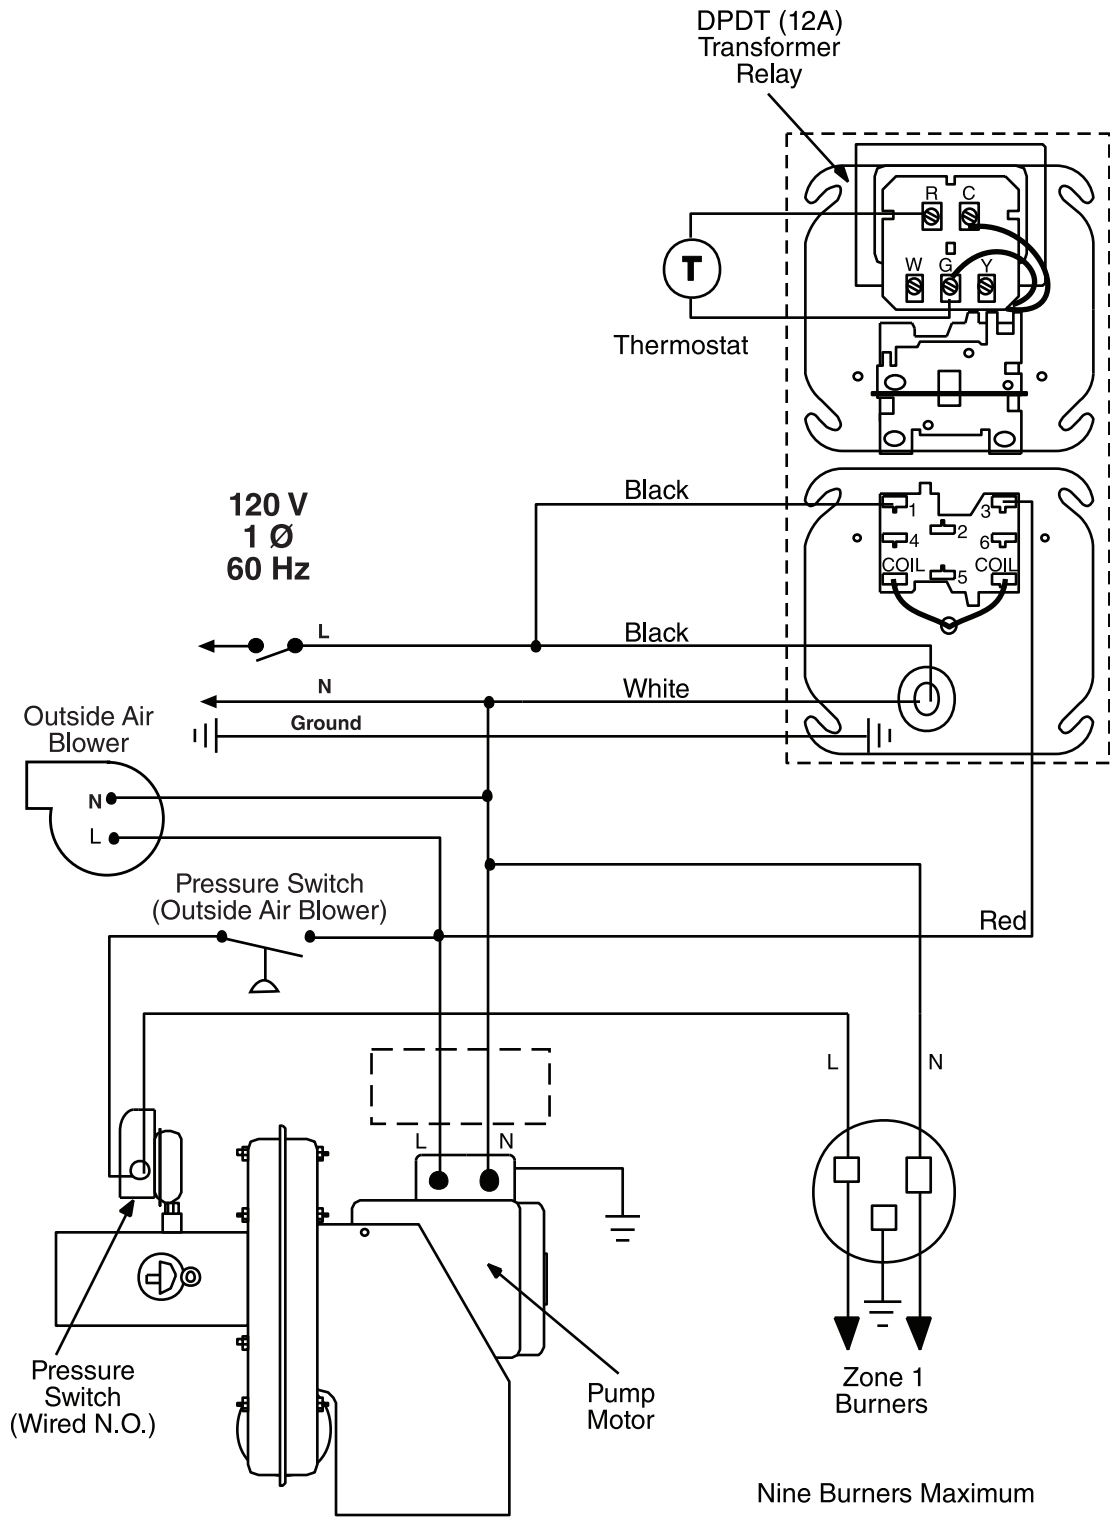 DPDT (12A)
Transformer
Relay
R C
W G Y
T
Thermostat
120 V
1 Ø
60 Hz
Black
1 3
2
4 6
COIL COIL
5
L
Black
N
White
Ground
Outside Air
Blower
N
L
Pressure Switch
(Outside Air Blower)
Red
L N
L N
Pressure
Switch
(Wired N.O.)
Pump
Motor
Zone 1
Burners
Nine Burners Maximum